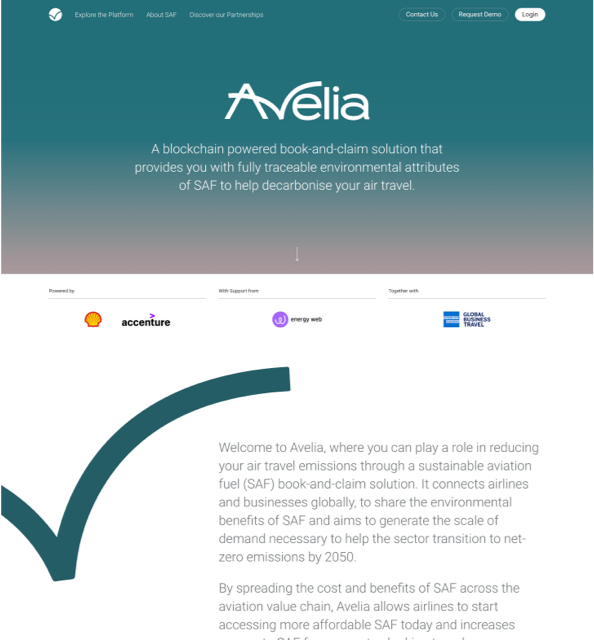 Explore the Platform About SAF Discover our Partnerships Contact Us Request Demo Login
Avelia
A blockchain powered book-and-claim solution that
provides you with fully traceable environmental attributes
of SAF to help decarbonise your air travel.
Powered by With Support from Together with
accenture energy web GLOBAL
BUSINESS
TRAVEL
Welcome to Avelia, where you can play a role in reducing
your air travel emissions through a sustainable aviation
fuel (SAF) book-and-claim solution. It connects airlines
and businesses globally, to share the environmental
benefits of SAF and aims to generate the scale of
demand necessary to help the sector transition to net-
zero emissions by 2050.
By spreading the cost and benefits of SAF across the
aviation value chain, Avelia allows airlines to start
accessing more affordable SAF today and increases